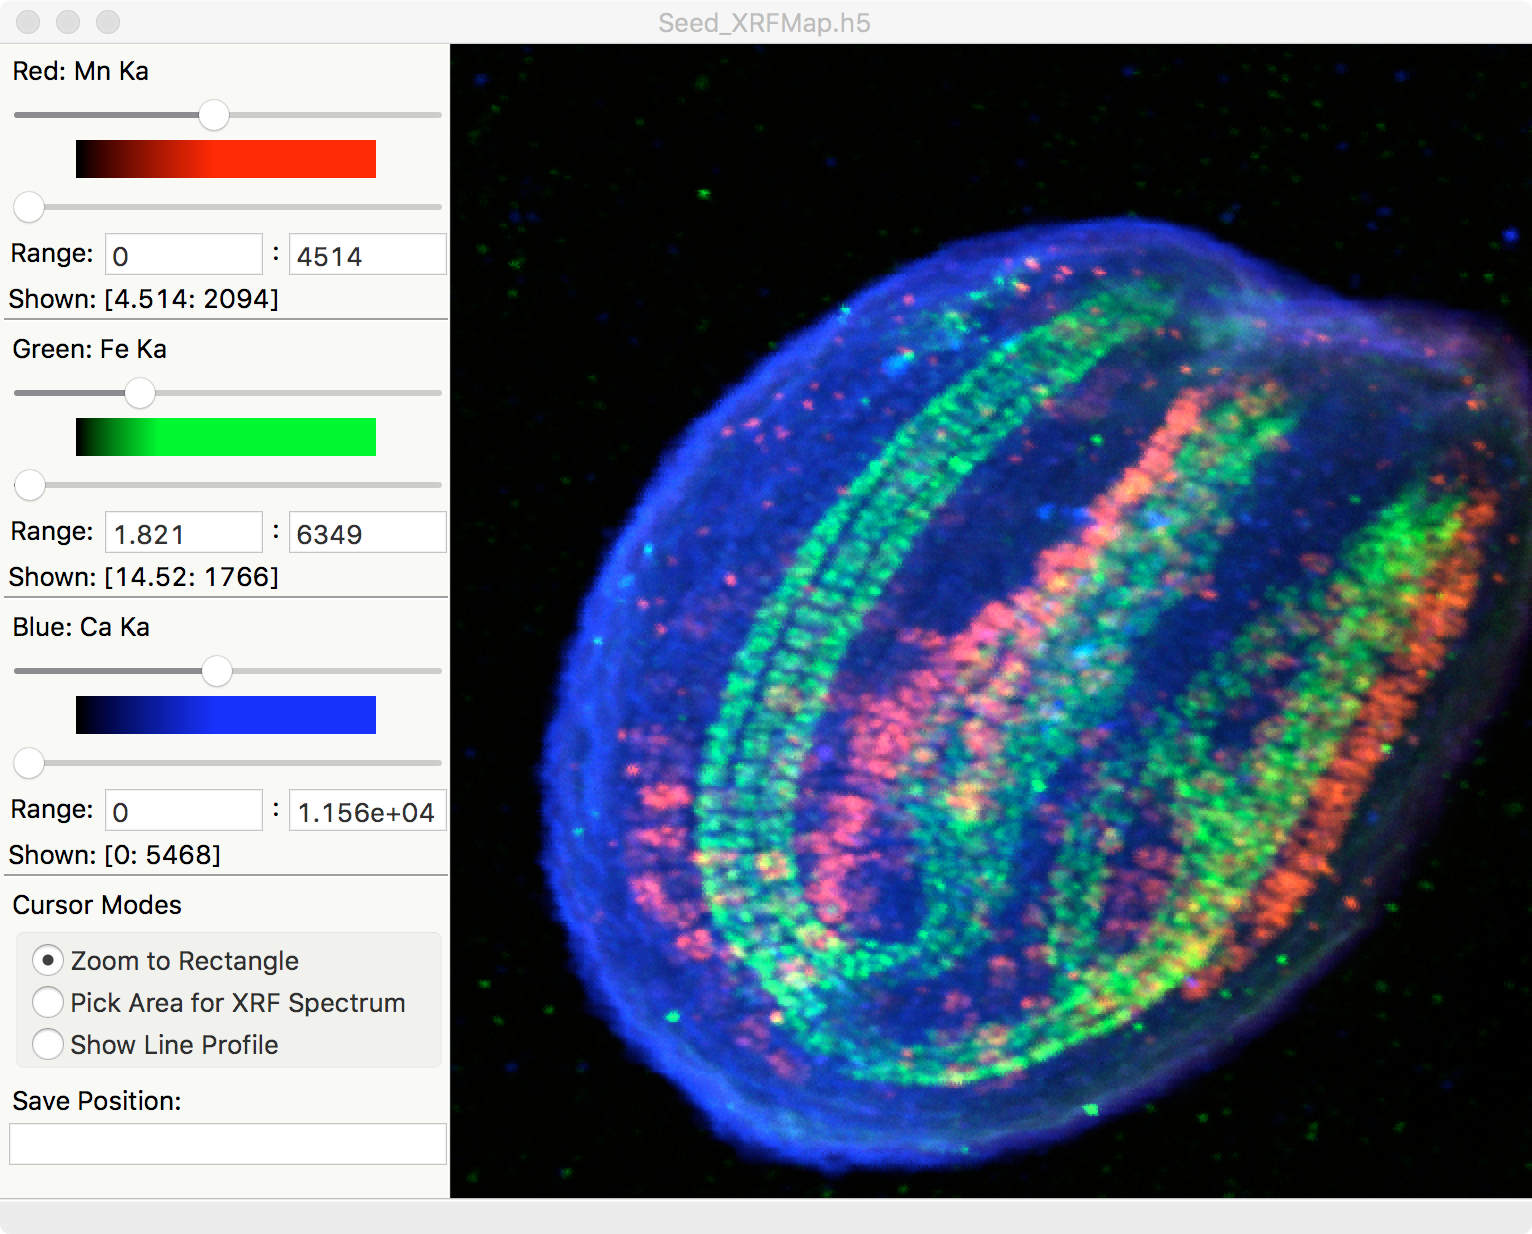 Seed_XRFMap.h5
Red: Mn Ka
Range: 0 : 4514
Shown: [4.514: 2094]
Green: Fe Ka
Range: 1.821 : 6349
Shown: [14.52: 1766]
Blue: Ca Ka
Range: 0 : 1.156e+04
Shown: [0: 5468]
Cursor Modes
Zoom to Rectangle
Pick Area for XRF Spectrum
Show Line Profile
Save Position: